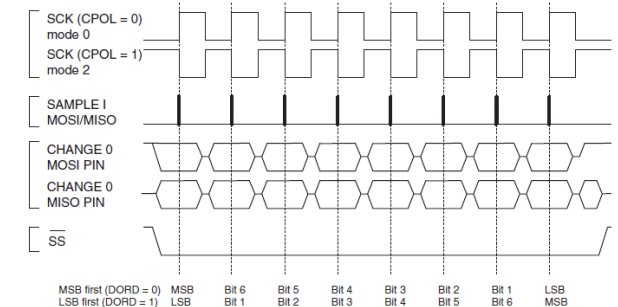 SCK (CPOL = 0)
mode 0
SCK (CPOL = 1)
mode 2
SAMPLE I
MOSI/MISO
CHANGE 0
MOSI PIN
CHANGE 0
MISO PIN
SS
MSB first (DORD = 0) MSB Bit 6 Bit 5 Bit 4 Bit 3 Bit 2 Bit 1 LSB
LSB first (DORD = 1) LSB Bit 1 Bit 2 Bit 3 Bit 4 Bit 5 Bit 6 MSB